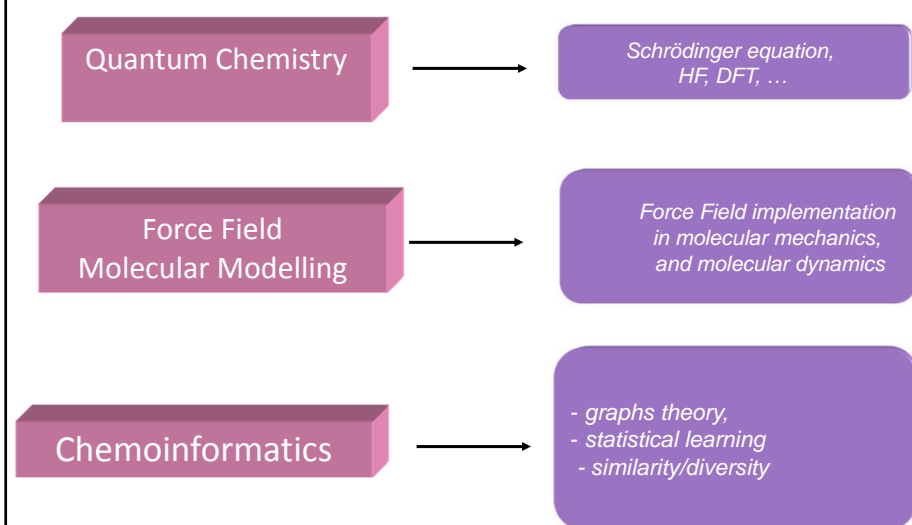 Quantum Chemistry
Schrödinger equation,
HF, DFT, ...
Force Field
Molecular Modelling
Force Field implementation
in molecular mechanics,
and molecular dynamics
Chemoinformatics
- graphs theory,
- statistical learning
- similarity/diversity